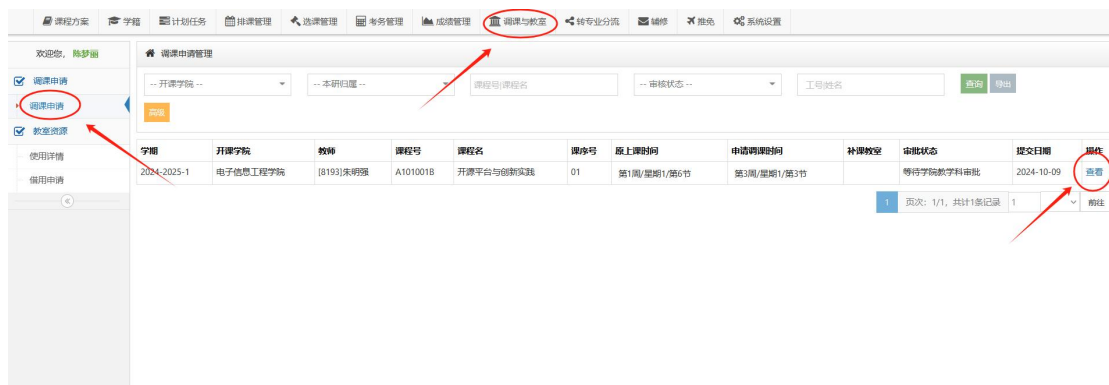 课程方案 学籍 计划任务 排课管理 选课管理 考务管理 成绩管理 调课与教室 转专业分流 辅修 推免 系统设置
欢迎您, 陈梦丽
调课申请管理
调课申请
-- 开课学院 -- -- 本研归属 -- 课程号|课程名 -- 审核状态 -- 工号|姓名 查询 导出
调课申请
高级
教室资源
学期 开课学院 教师 课程号 课程名 课序号 原上课时间 申请调课时间 补课教室 审批状态 提交日期 操作
使用详情
2024-2025-1 电子信息工程学院 [8193]朱明强 A101001B 开源平台与创新实践 01 第1周/星期1/第6节 第3周/星期1/第3节 等待学院教学科审批 2024-10-09 查看
借用申请
1 页次: 1/1, 共计1条记录 1 前往